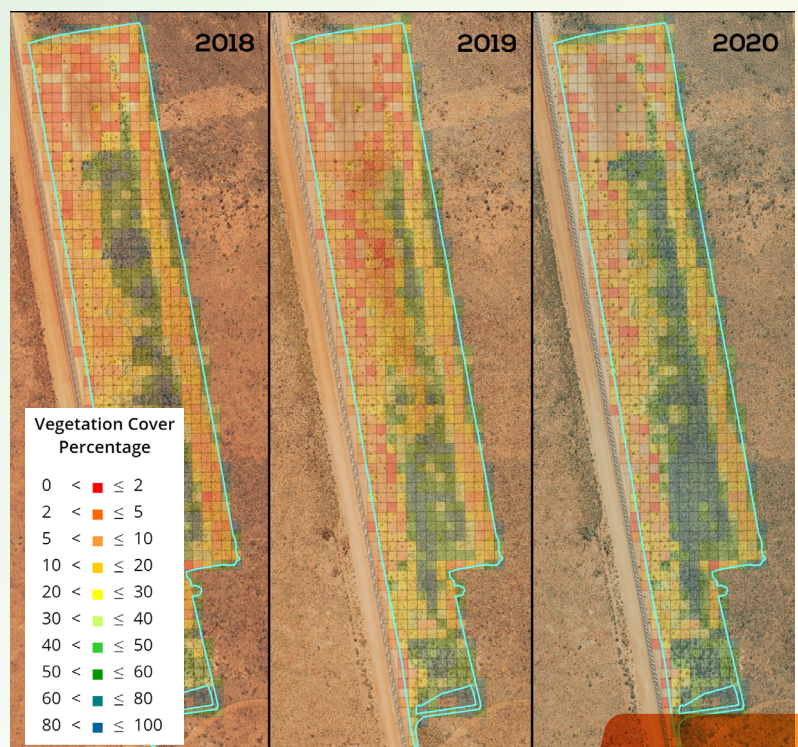 2018
2019
2020
Vegetation Cover
Percentage
0 < ≤ 2
2 < ≤ 5
5 < ≤ 10
10 < ≤ 20
20 < ≤ 30
30 < ≤ 40
40 < ≤ 50
50 < ≤ 60
60 < ≤ 80
80 < ≤ 100